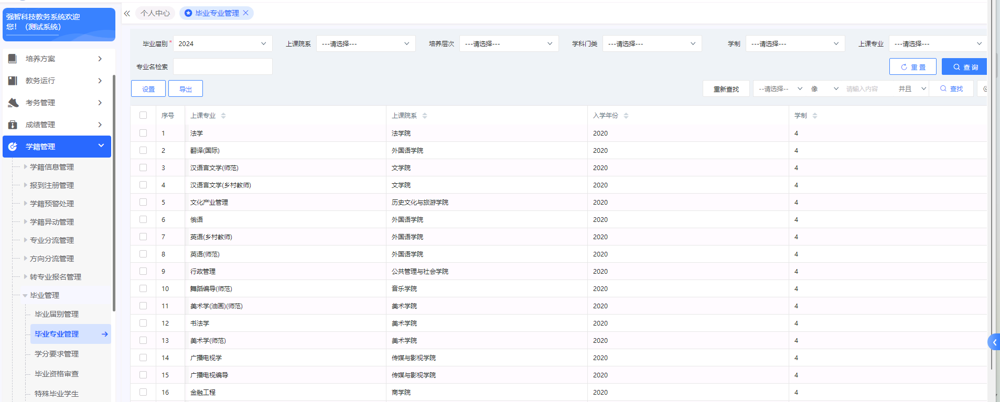 强智科技教务系统欢迎
您！（测试系统）
个人中心
毕业专业管理
培养方案
教务运行
考务管理
成绩管理
学籍管理
学籍信息管理
报到注册管理
学籍预警处理
学籍异动管理
专业分流管理
方向分流管理
转专业报名管理
毕业管理
毕业届别管理
毕业专业管理
学分要求管理
毕业资格审查
特殊毕业学生
毕业届别* 2024 上课院系 ---请选择--- 培养层次 ---请选择--- 学科门类 ---请选择--- 学制 ---请选择--- 上课专业 ---请选择---
专业名检索 重 置 查 询
设置 导出 重新查找 --请选择-- 像 请输入内容 并且 查找
序号 上课专业 上课院系 入学年份 学制
1 法学 法学院 2020 4
2 翻译(国际) 外国语学院 2020 4
3 汉语言文学(师范) 文学院 2020 4
4 汉语言文学(乡村教师) 文学院 2020 4
5 文化产业管理 历史文化与旅游学院 2020 4
6 俄语 外国语学院 2020 4
7 英语(乡村教师) 外国语学院 2020 4
8 英语(师范) 外国语学院 2020 4
9 行政管理 公共管理与社会学院 2020 4
10 舞蹈编导(师范) 音乐学院 2020 4
11 美术学(油画)(师范) 美术学院 2020 4
12 书法学 美术学院 2020 4
13 美术学(师范) 美术学院 2020 4
14 广播电视学 传媒与影视学院 2020 4
15 广播电视编导 传媒与影视学院 2020 4
16 金融工程 商学院 2020 4